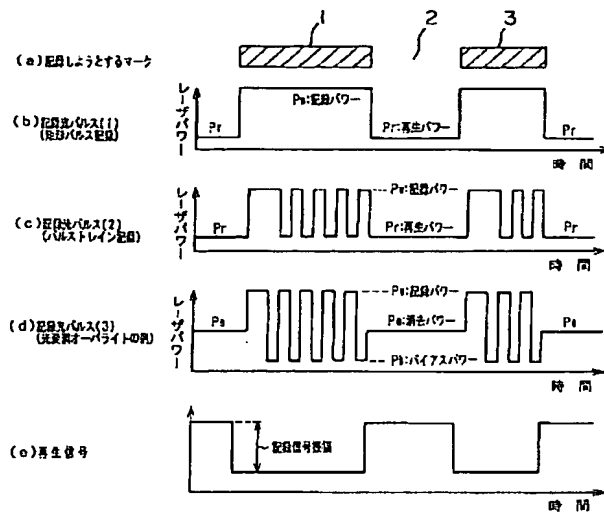 1
2
3
(a)記録しようとするマーク
レーザパワー
Pw:記録パワー
Pr
Pr:再生パワー
Pr
(b)記録光パルス(1)
(矩形パルス記録)
時間
レーザパワー
Pw:記録パワー
Pr
Pr:再生パワー
Pr
(c)記録光パルス(2)
(パルストレイン記録)
時間
レーザパワー
Pw:記録パワー
Pe
Pe:消去パワー
Pe
(d)記録光パルス(3)
(光変調オーバライトの例)
Pb:バイアスパワー
時間
(e)再生信号
記録信号振幅
時間